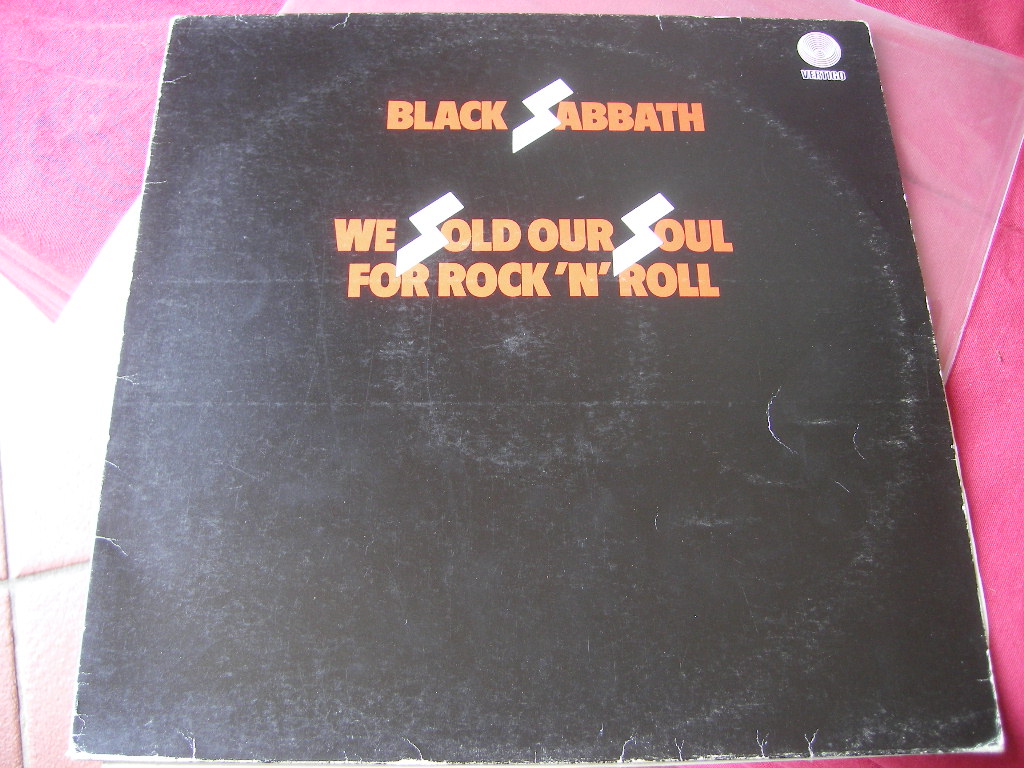 VERTIGO
BLACK SABBATH
WE SOLD OUR SOUL
FOR ROCK 'N' ROLL